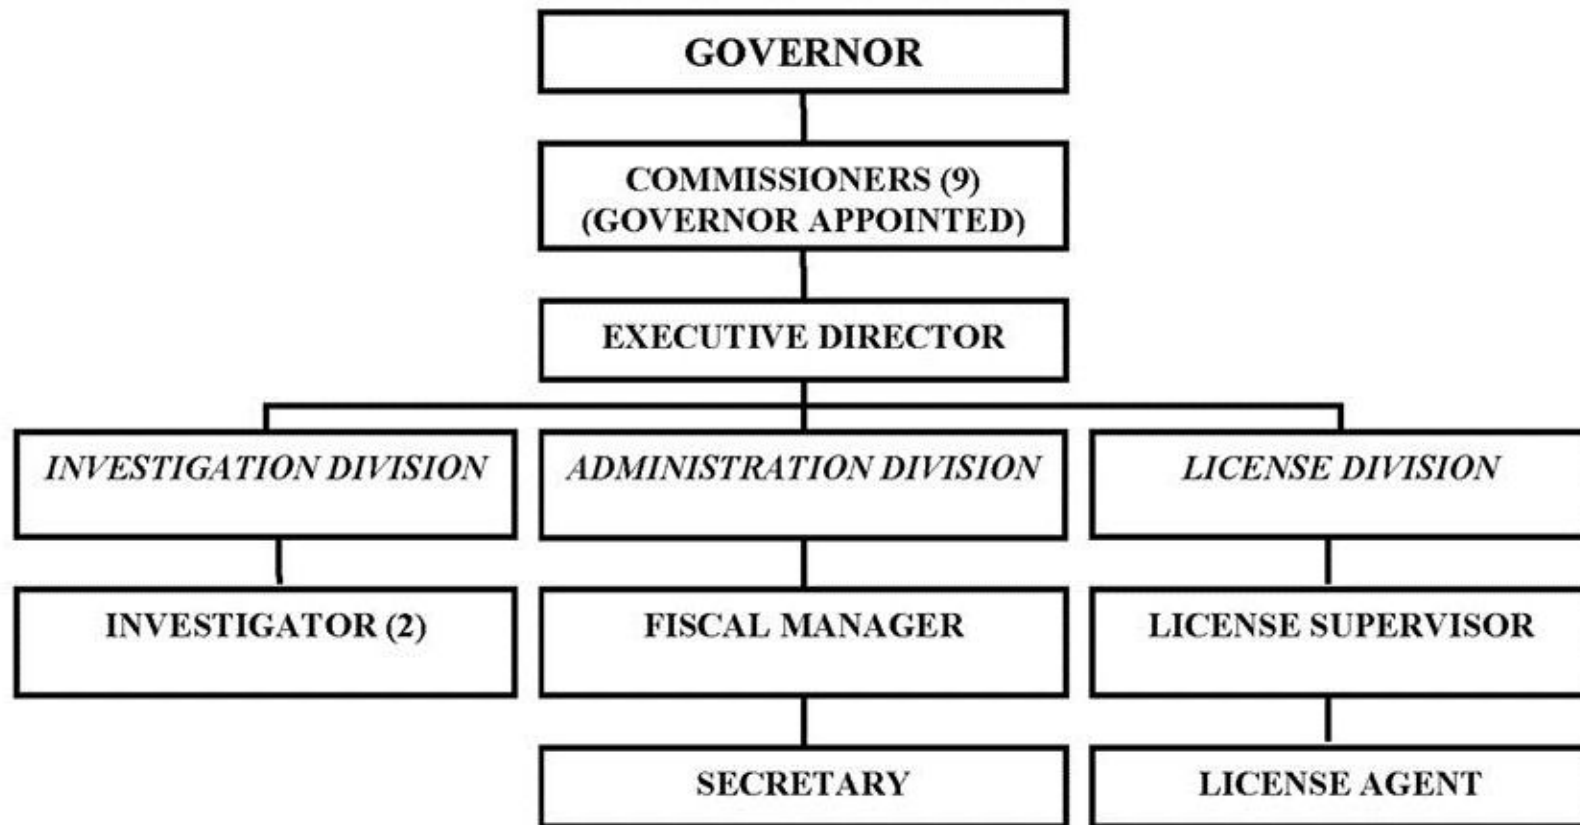 GOVERNOR
COMMISSIONERS (9)
(GOVERNOR APPOINTED)
EXECUTIVE DIRECTOR
INVESTIGATION DIVISION
ADMINISTRATION DIVISION
LICENSE DIVISION
INVESTIGATOR (2)
FISCAL MANAGER
LICENSE SUPERVISOR
SECRETARY
LICENSE AGENT